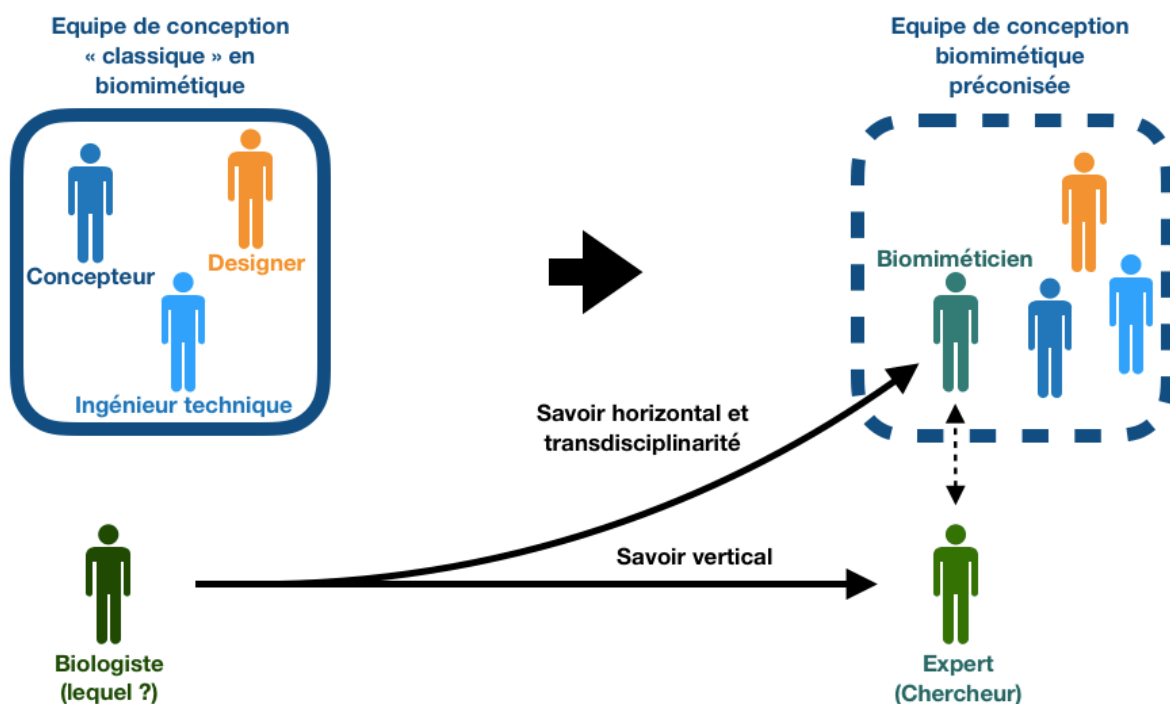 Equipe de conception
« classique » en
biomimétique
Equipe de conception
biomimétique
préconisée
Concepteur
Designer
Ingénieur technique
Biomiméticien
Savoir horizontal et
transdisciplinarité
Savoir vertical
Biologiste
(lequel ?)
Expert
(Chercheur)